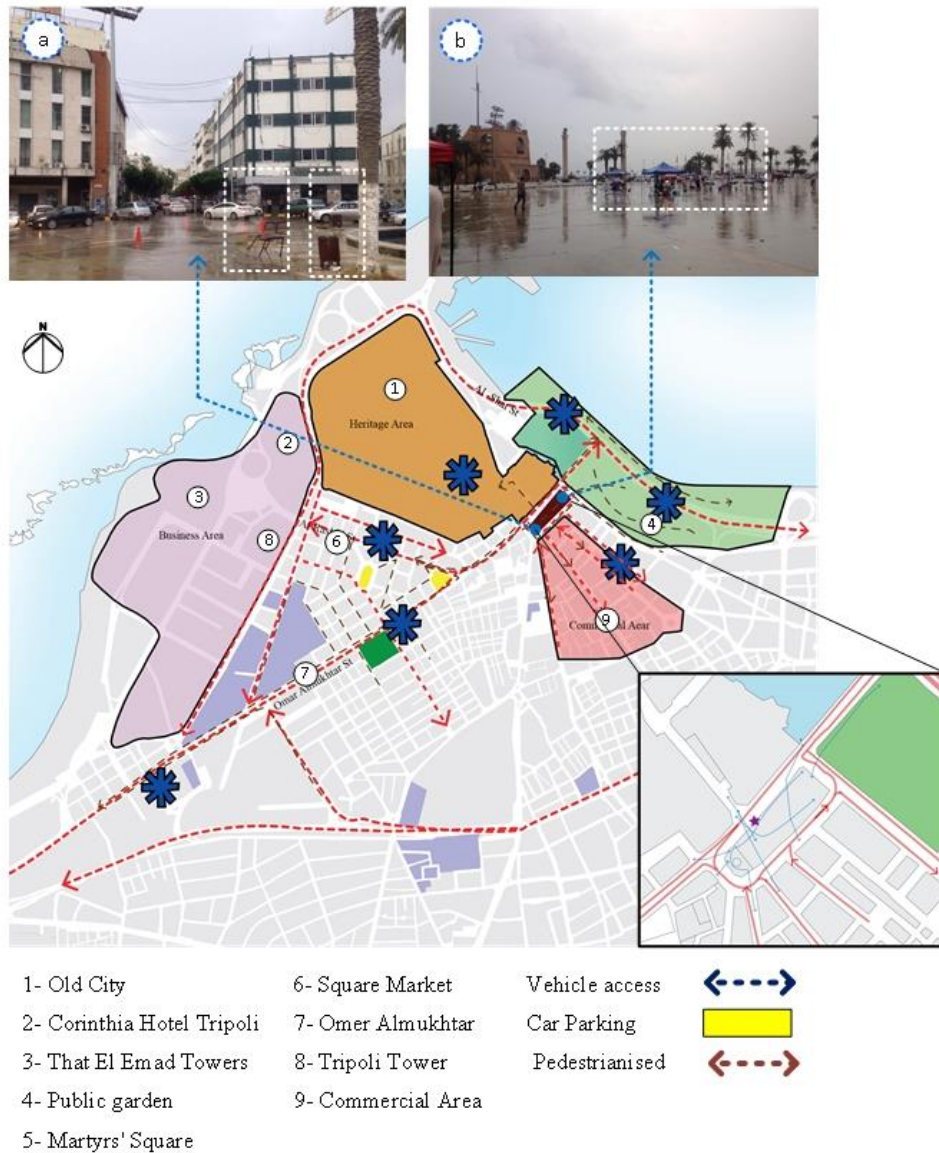 a
b
N
1
Heritage Area
Al-Shat St
2
3
Business Area
8
6
4
9
Commercial Aear
7
Omar Almukhtar St
1- Old City
2- Corinthia Hotel Tripoli
3- That El Emad Towers
4- Public garden
5- Martyrs' Square
6- Square Market
7- Omer Almukhtar
8- Tripoli Tower
9- Commercial Area
Vehicle access
Car Parking
Pedestrianised